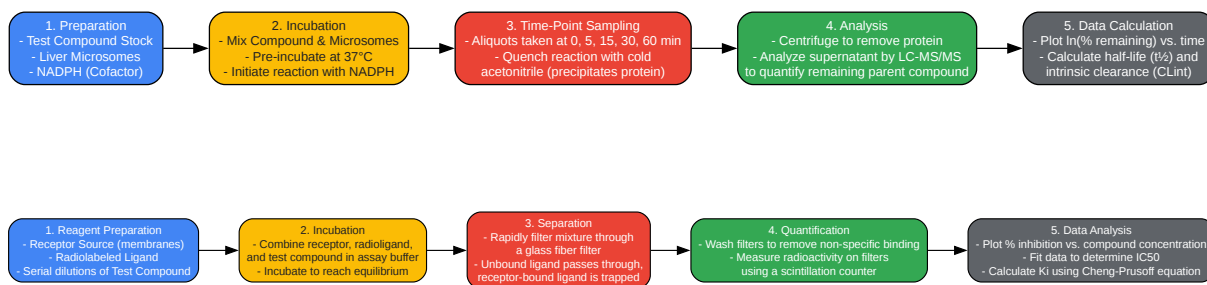 1. Preparation
- Test Compound Stock
- Liver Microsomes
- NADPH (Cofactor)
2. Incubation
- Mix Compound & Microsomes
- Pre-incubate at 37°C
- Initiate reaction with NADPH
3. Time-Point Sampling
- Aliquots taken at 0, 5, 15, 30, 60 min
- Quench reaction with cold
acetonitrile (precipitates protein)
4. Analysis
- Centrifuge to remove protein
- Analyze supernatant by LC-MS/MS
to quantify remaining parent compound
5. Data Calculation
- Plot ln(% remaining) vs. time
- Calculate half-life (t½) and
intrinsic clearance (CLint)
1. Reagent Preparation
- Receptor Source (membranes)
- Radiolabeled Ligand
- Serial dilutions of Test Compound
2. Incubation
- Combine receptor, radioligand,
and test compound in assay buffer
- Incubate to reach equilibrium
3. Separation
- Rapidly filter mixture through
a glass fiber filter
- Unbound ligand passes through,
receptor-bound ligand is trapped
4. Quantification
- Wash filters to remove non-specific binding
- Measure radioactivity on filters
using a scintillation counter
5. Data Analysis
- Plot % inhibition vs. compound concentration
- Fit data to determine IC50
- Calculate Ki using Cheng-Prusoff equation